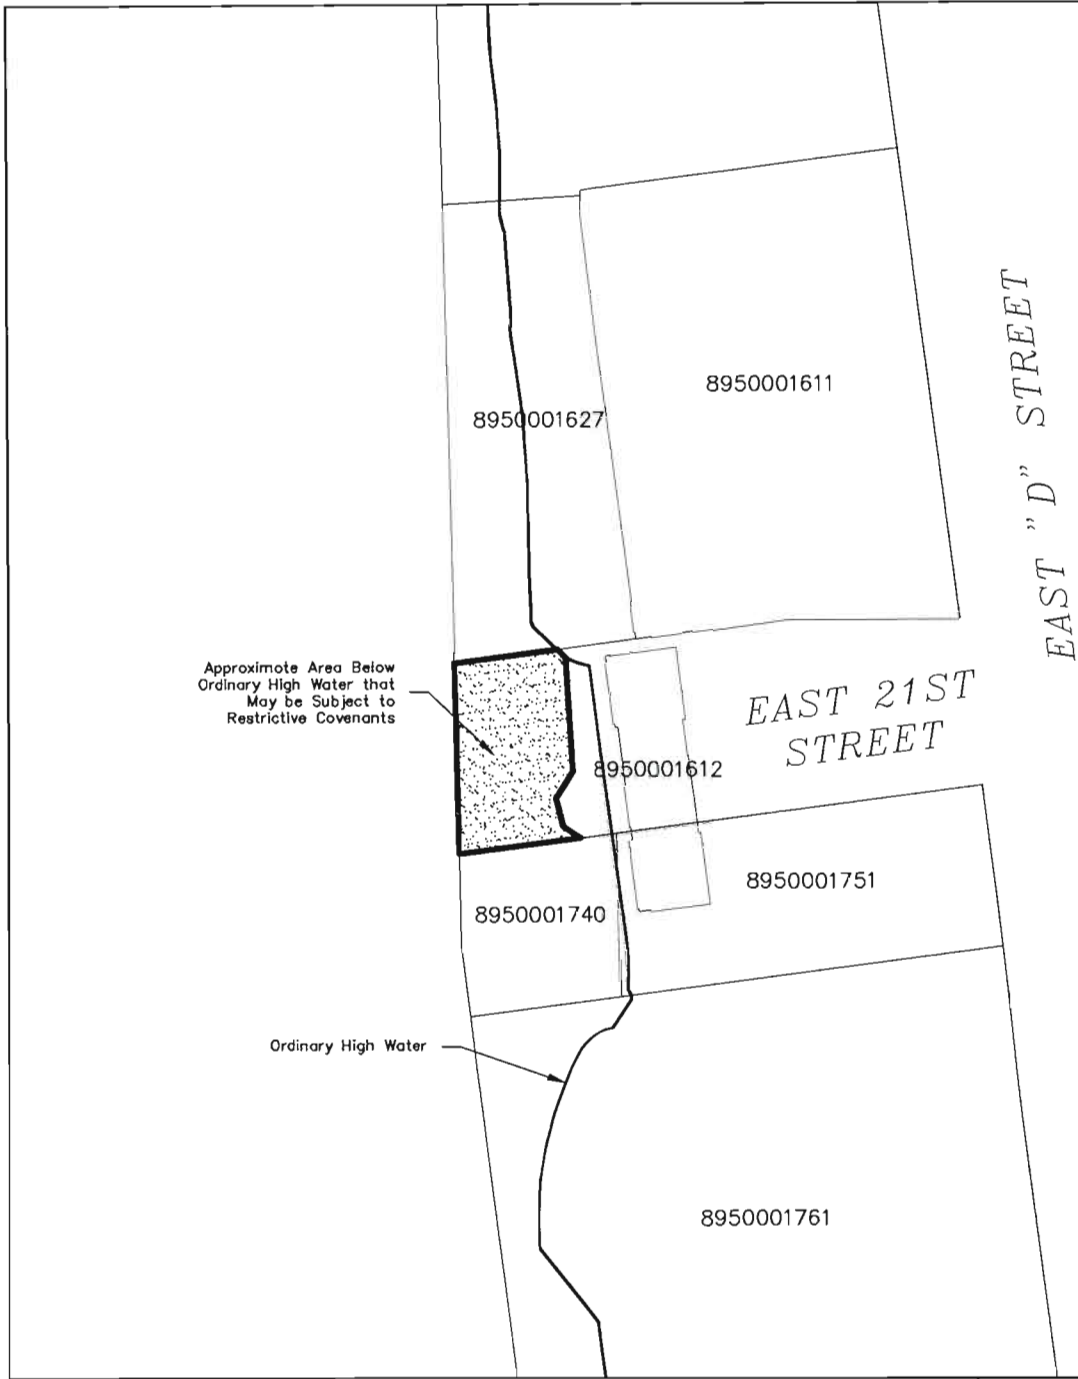 8950001611
8950001627
EAST "D" STREET
Approximate Area Below
Ordinary High Water that
May be Subject to
Restrictive Covenants
EAST 21ST
STREET
8950001612
8950001751
8950001740
Ordinary High Water
8950001761